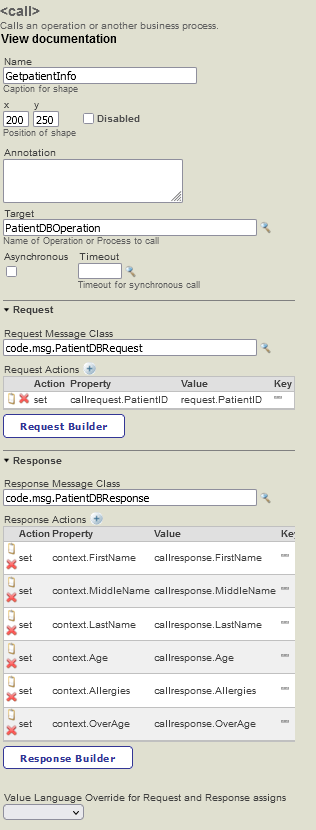 <call>
Calls an operation or another business process.
View documentation
Name
GetpatientInfo
Caption for shape
x y
200 250 Disabled
Position of shape
Annotation
Target
PatientDBOperation
Name of Operation or Process to call
Asynchronous Timeout
Timeout for synchronous call
Request
Request Message Class
code.msg.PatientDBRequest
Request Actions
Action Property Value Key
set callrequest.PatientID request.PatientID ""
Request Builder
Response
Response Message Class
code.msg.PatientDBResponse
Response Actions
Action Property Value Key
set context.FirstName callresponse.FirstName ""
set context.MiddleName callresponse.MiddleName ""
set context.LastName callresponse.LastName ""
set context.Age callresponse.Age ""
set context.Allergies callresponse.Allergies ""
set context.OverAge callresponse.OverAge ""
Response Builder
Value Language Override for Request and Response assigns